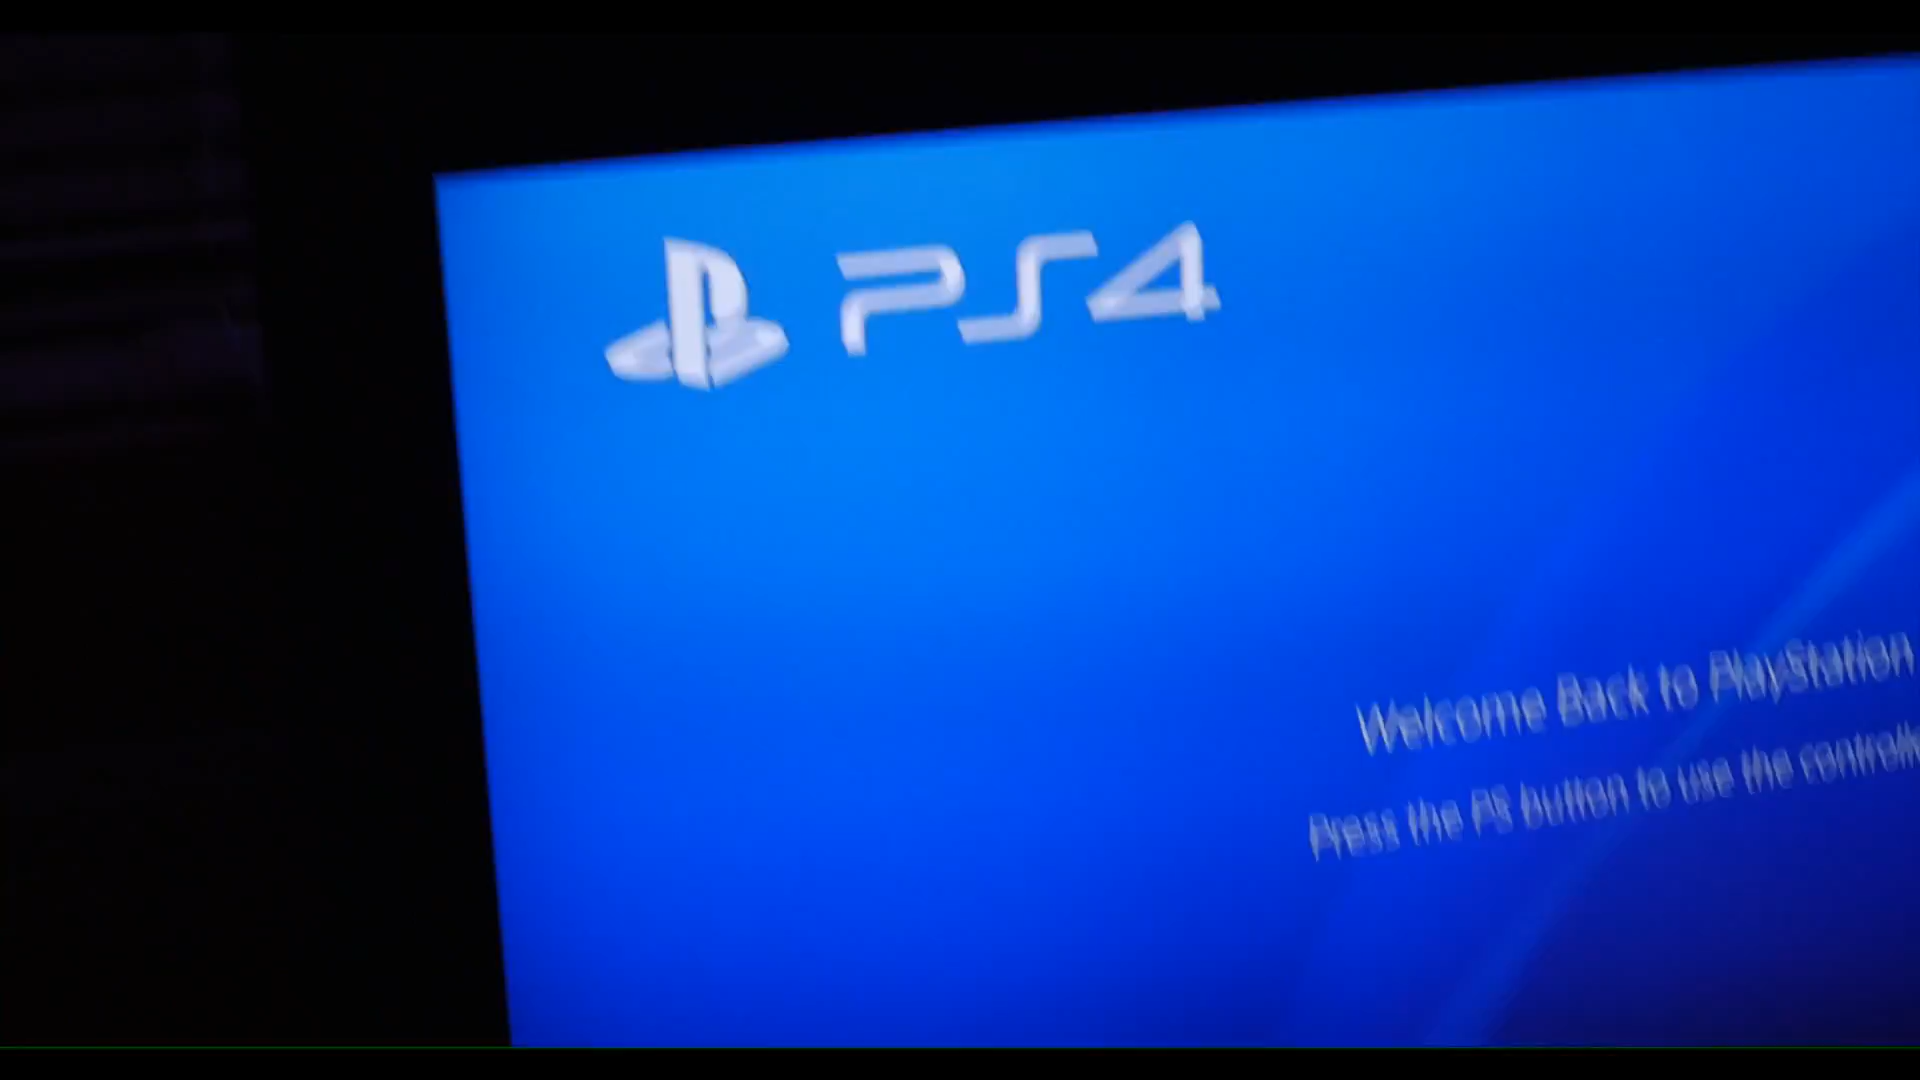 PS4
Welcome Back to PlayStation
Press the PS button to use the